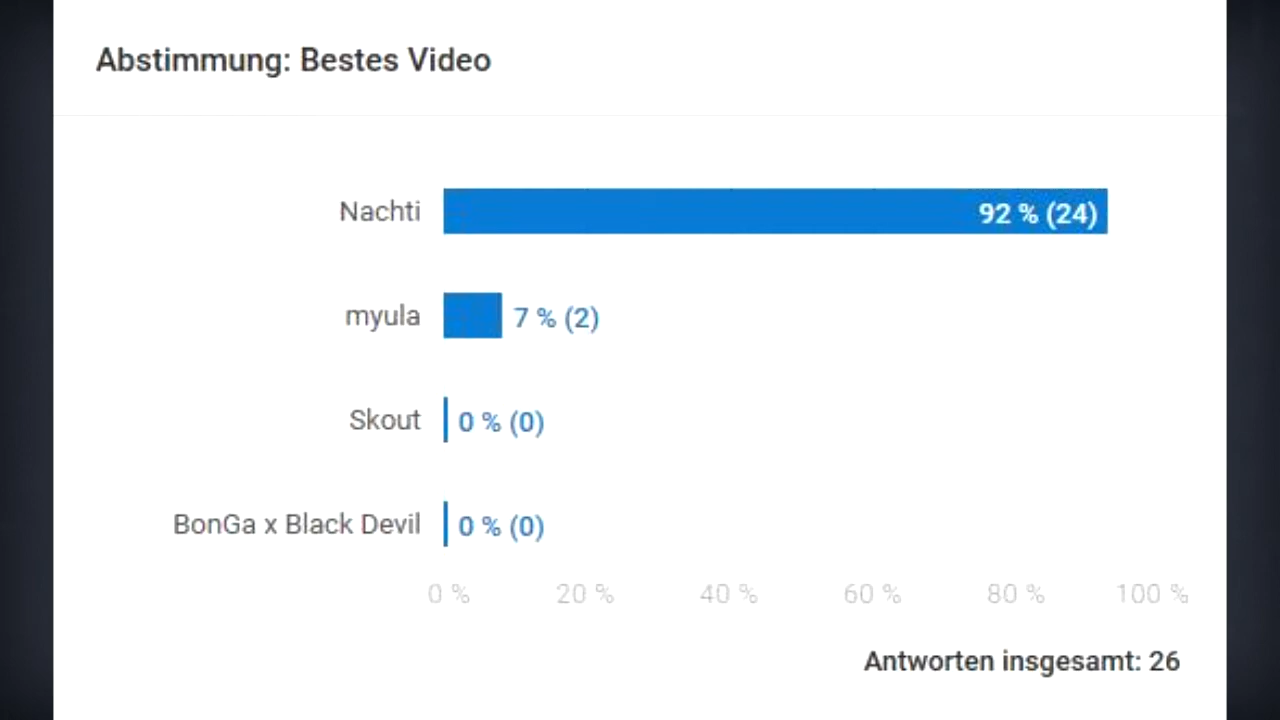 Abstimmung: Bestes Video
Nachti 92 % (24)
myula 7 % (2)
Skout 0 % (0)
BonGa x Black Devil 0 % (0)
0 % 20 % 40 % 60 % 80 % 100 %
Antworten insgesamt: 26